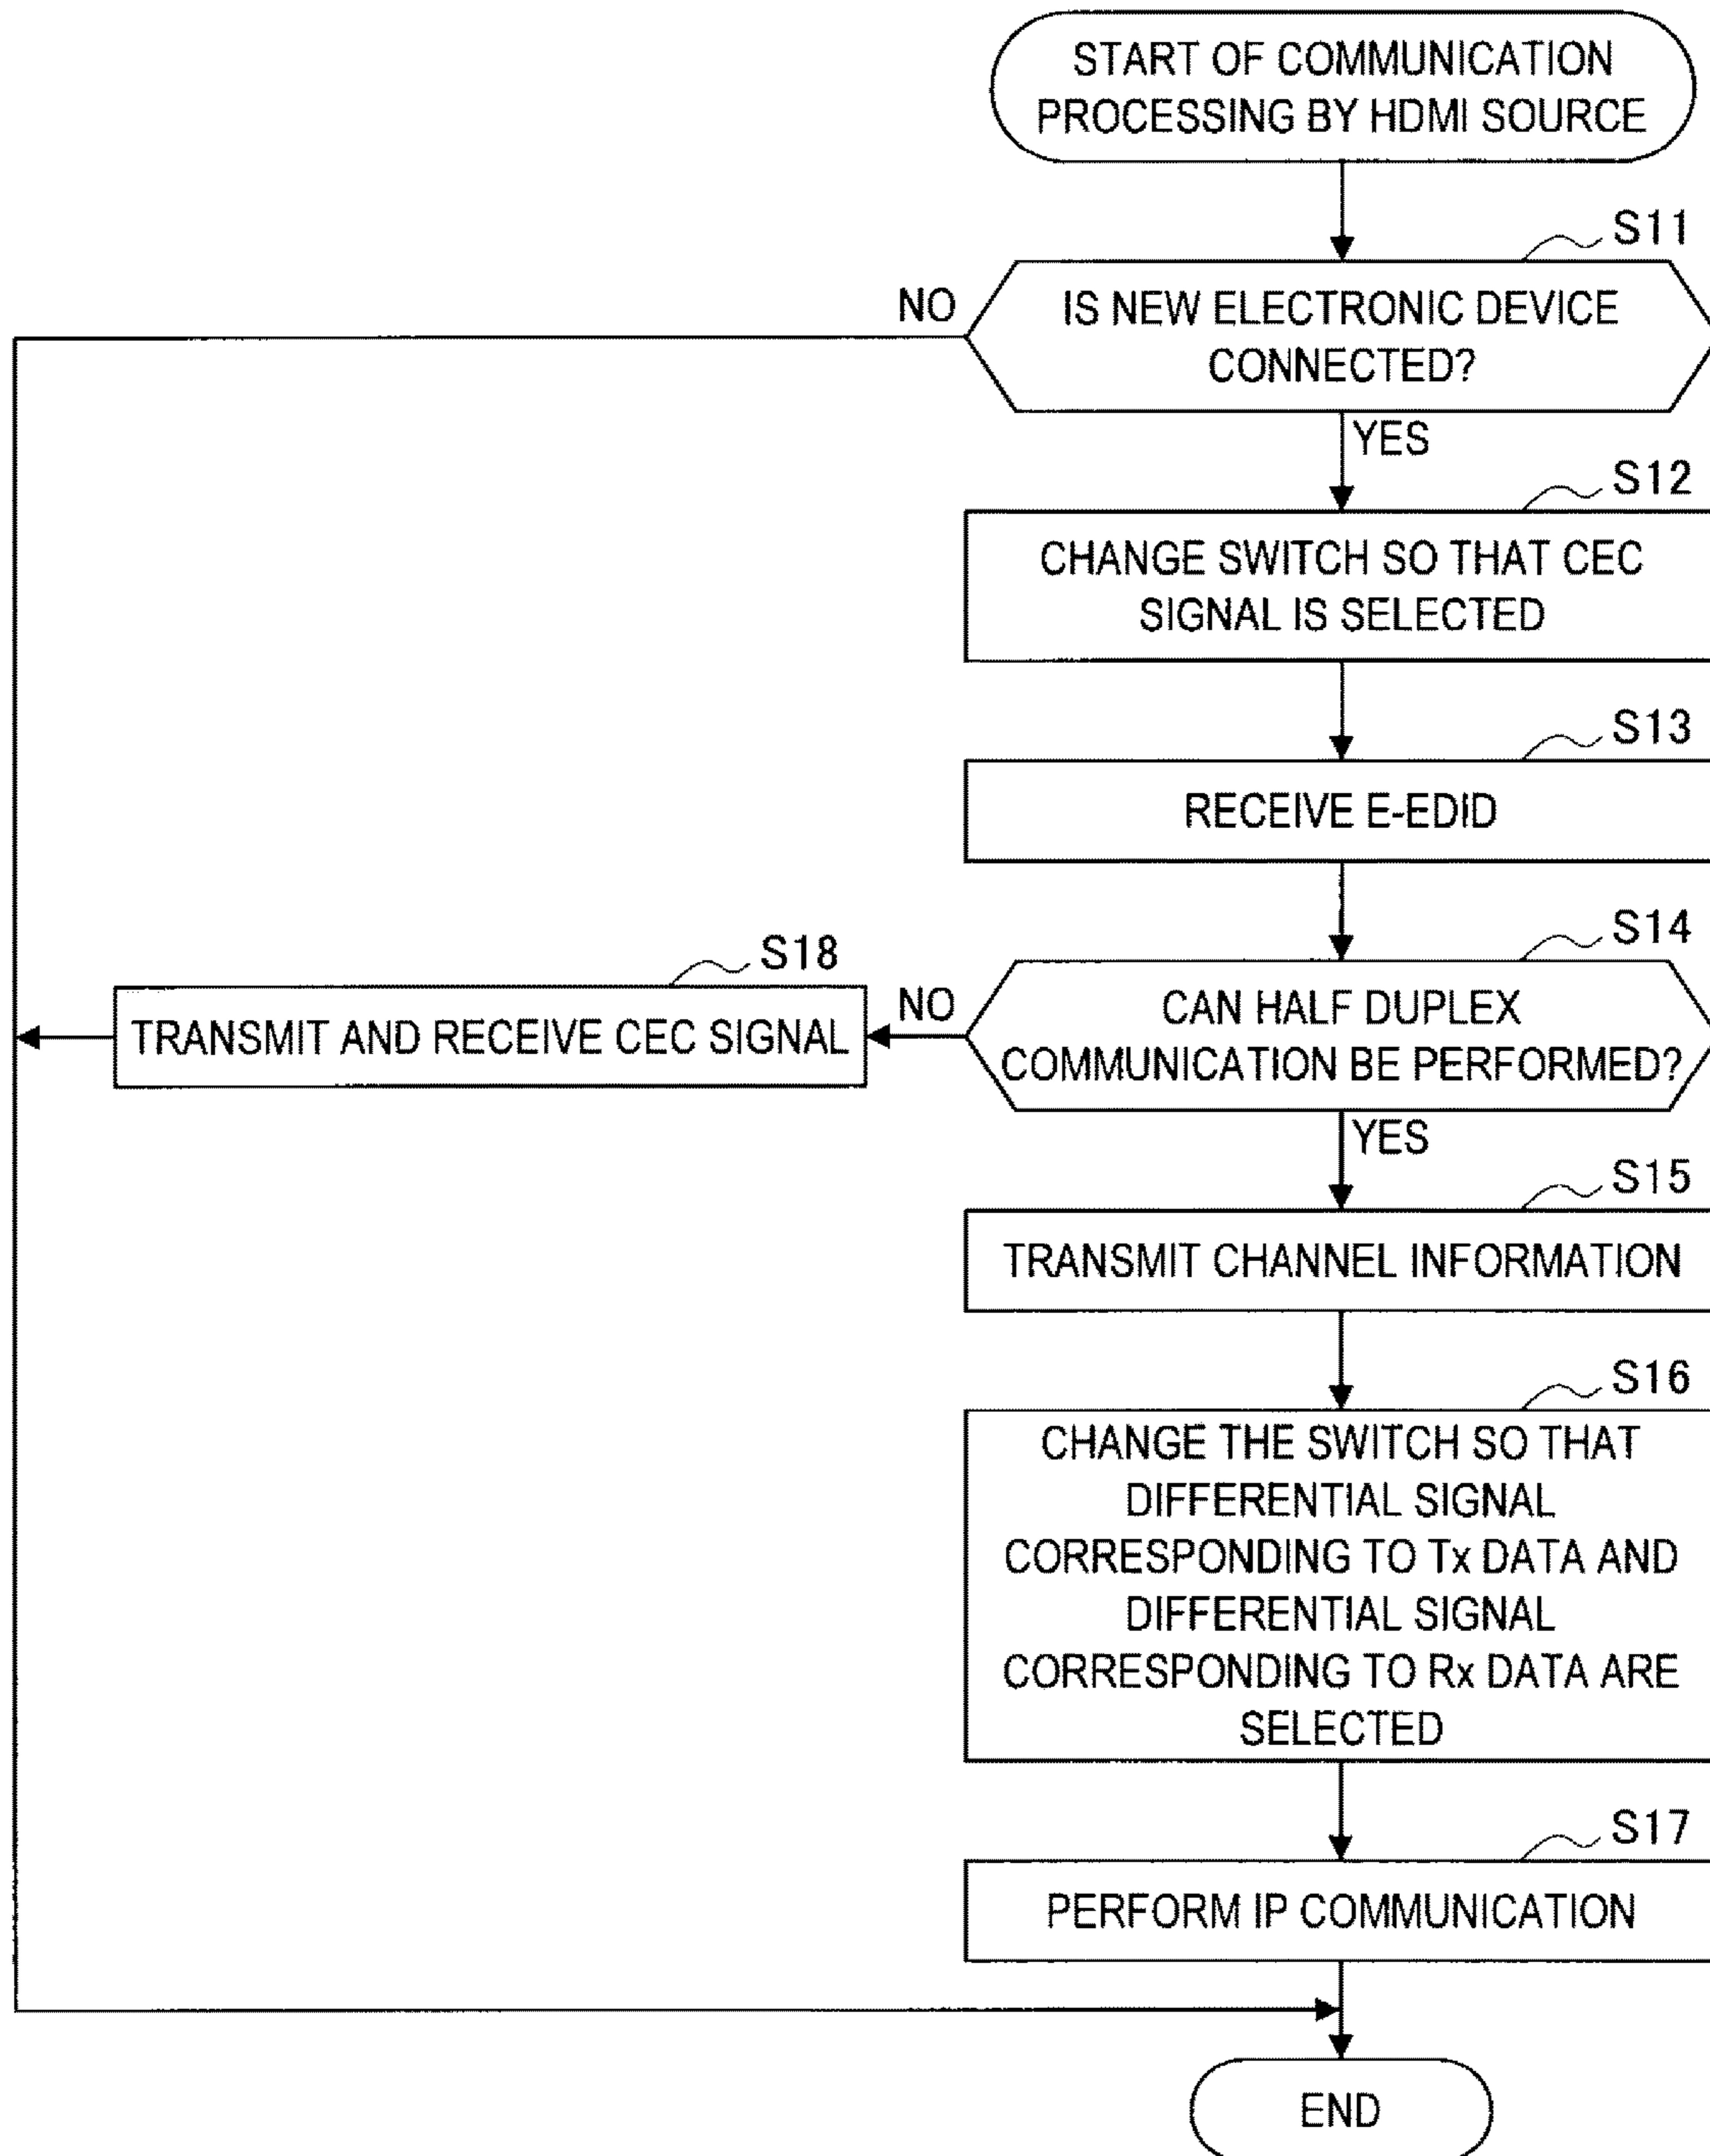 START OF COMMUNICATION
PROCESSING BY HDMI SOURCE
S11
NO
IS NEW ELECTRONIC DEVICE
CONNECTED?
YES
S12
CHANGE SWITCH SO THAT CEC
SIGNAL IS SELECTED
S13
RECEIVE E-EDID
S14
S18
NO
CAN HALF DUPLEX
COMMUNICATION BE PERFORMED?
TRANSMIT AND RECEIVE CEC SIGNAL
YES
S15
TRANSMIT CHANNEL INFORMATION
S16
CHANGE THE SWITCH SO THAT
DIFFERENTIAL SIGNAL
CORRESPONDING TO Tx DATA AND
DIFFERENTIAL SIGNAL
CORRESPONDING TO Rx DATA ARE
SELECTED
S17
PERFORM IP COMMUNICATION
END